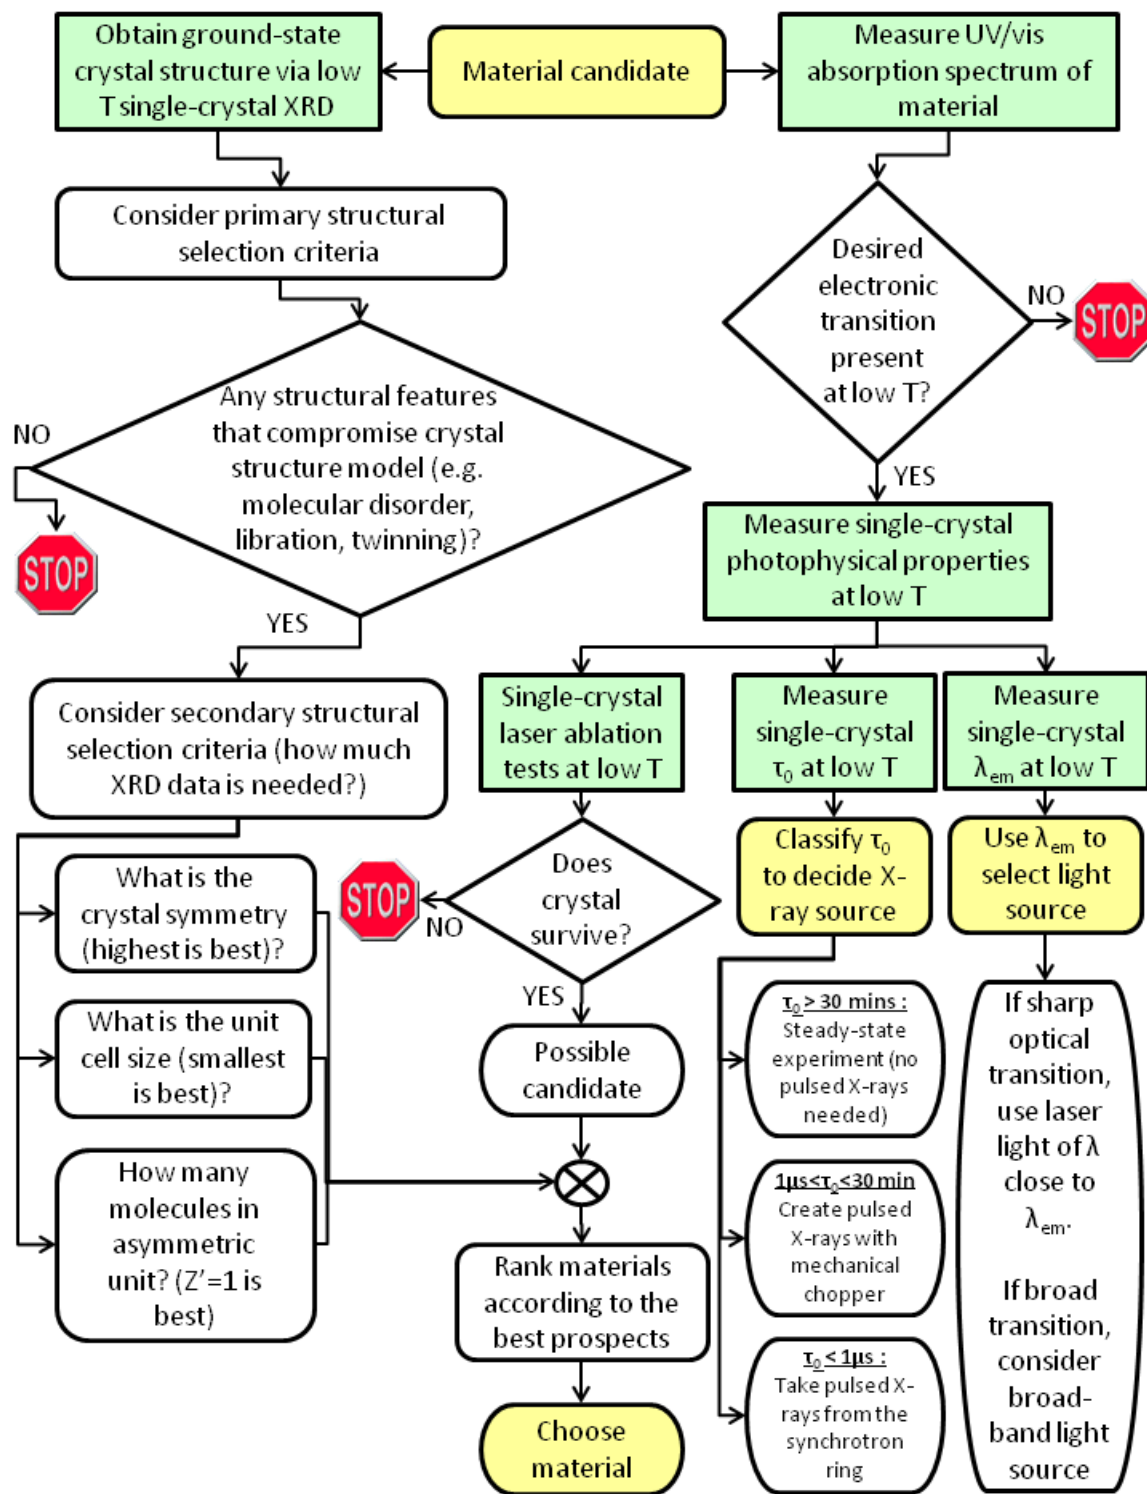 Obtain ground-state
crystal structure via low
T single-crystal XRD
Material candidate
Measure UV/vis
absorption spectrum of
material
Consider primary structural
selection criteria
Desired
electronic
transition
present
at low T?
NO
STOP
Any structural features
that compromise crystal
structure model (e.g.
molecular disorder,
libration, twinning)?
NO
STOP
YES
YES
Measure single-crystal
photophysical properties
at low T
Consider secondary structural
selection criteria (how much
XRD data is needed?)
Single-crystal
laser ablation
tests at low T
Measure
single-crystal
τ₀ at low T
Measure
single-crystal
λem at low T
What is the
crystal symmetry
(highest is best)?
STOP
NO
Does
crystal
survive?
YES
Classify τ₀
to decide X-
ray source
Use λem to
select light
source
What is the unit
cell size (smallest
is best)?
Possible
candidate
τ₀ > 30 mins :
Steady-state
experiment (no
pulsed X-rays
needed)
If sharp
optical
transition,
use laser
light of λ
close to
λem.
How many
molecules in
asymmetric
unit? (Z’=1 is
best)
1μs<τ₀<30 min
Create pulsed
X-rays with
mechanical
chopper
If broad
transition,
consider
broad-
band light
source
Rank materials
according to the
best prospects
τ₀ < 1μs :
Take pulsed X-
rays from the
synchrotron
ring
Choose
material